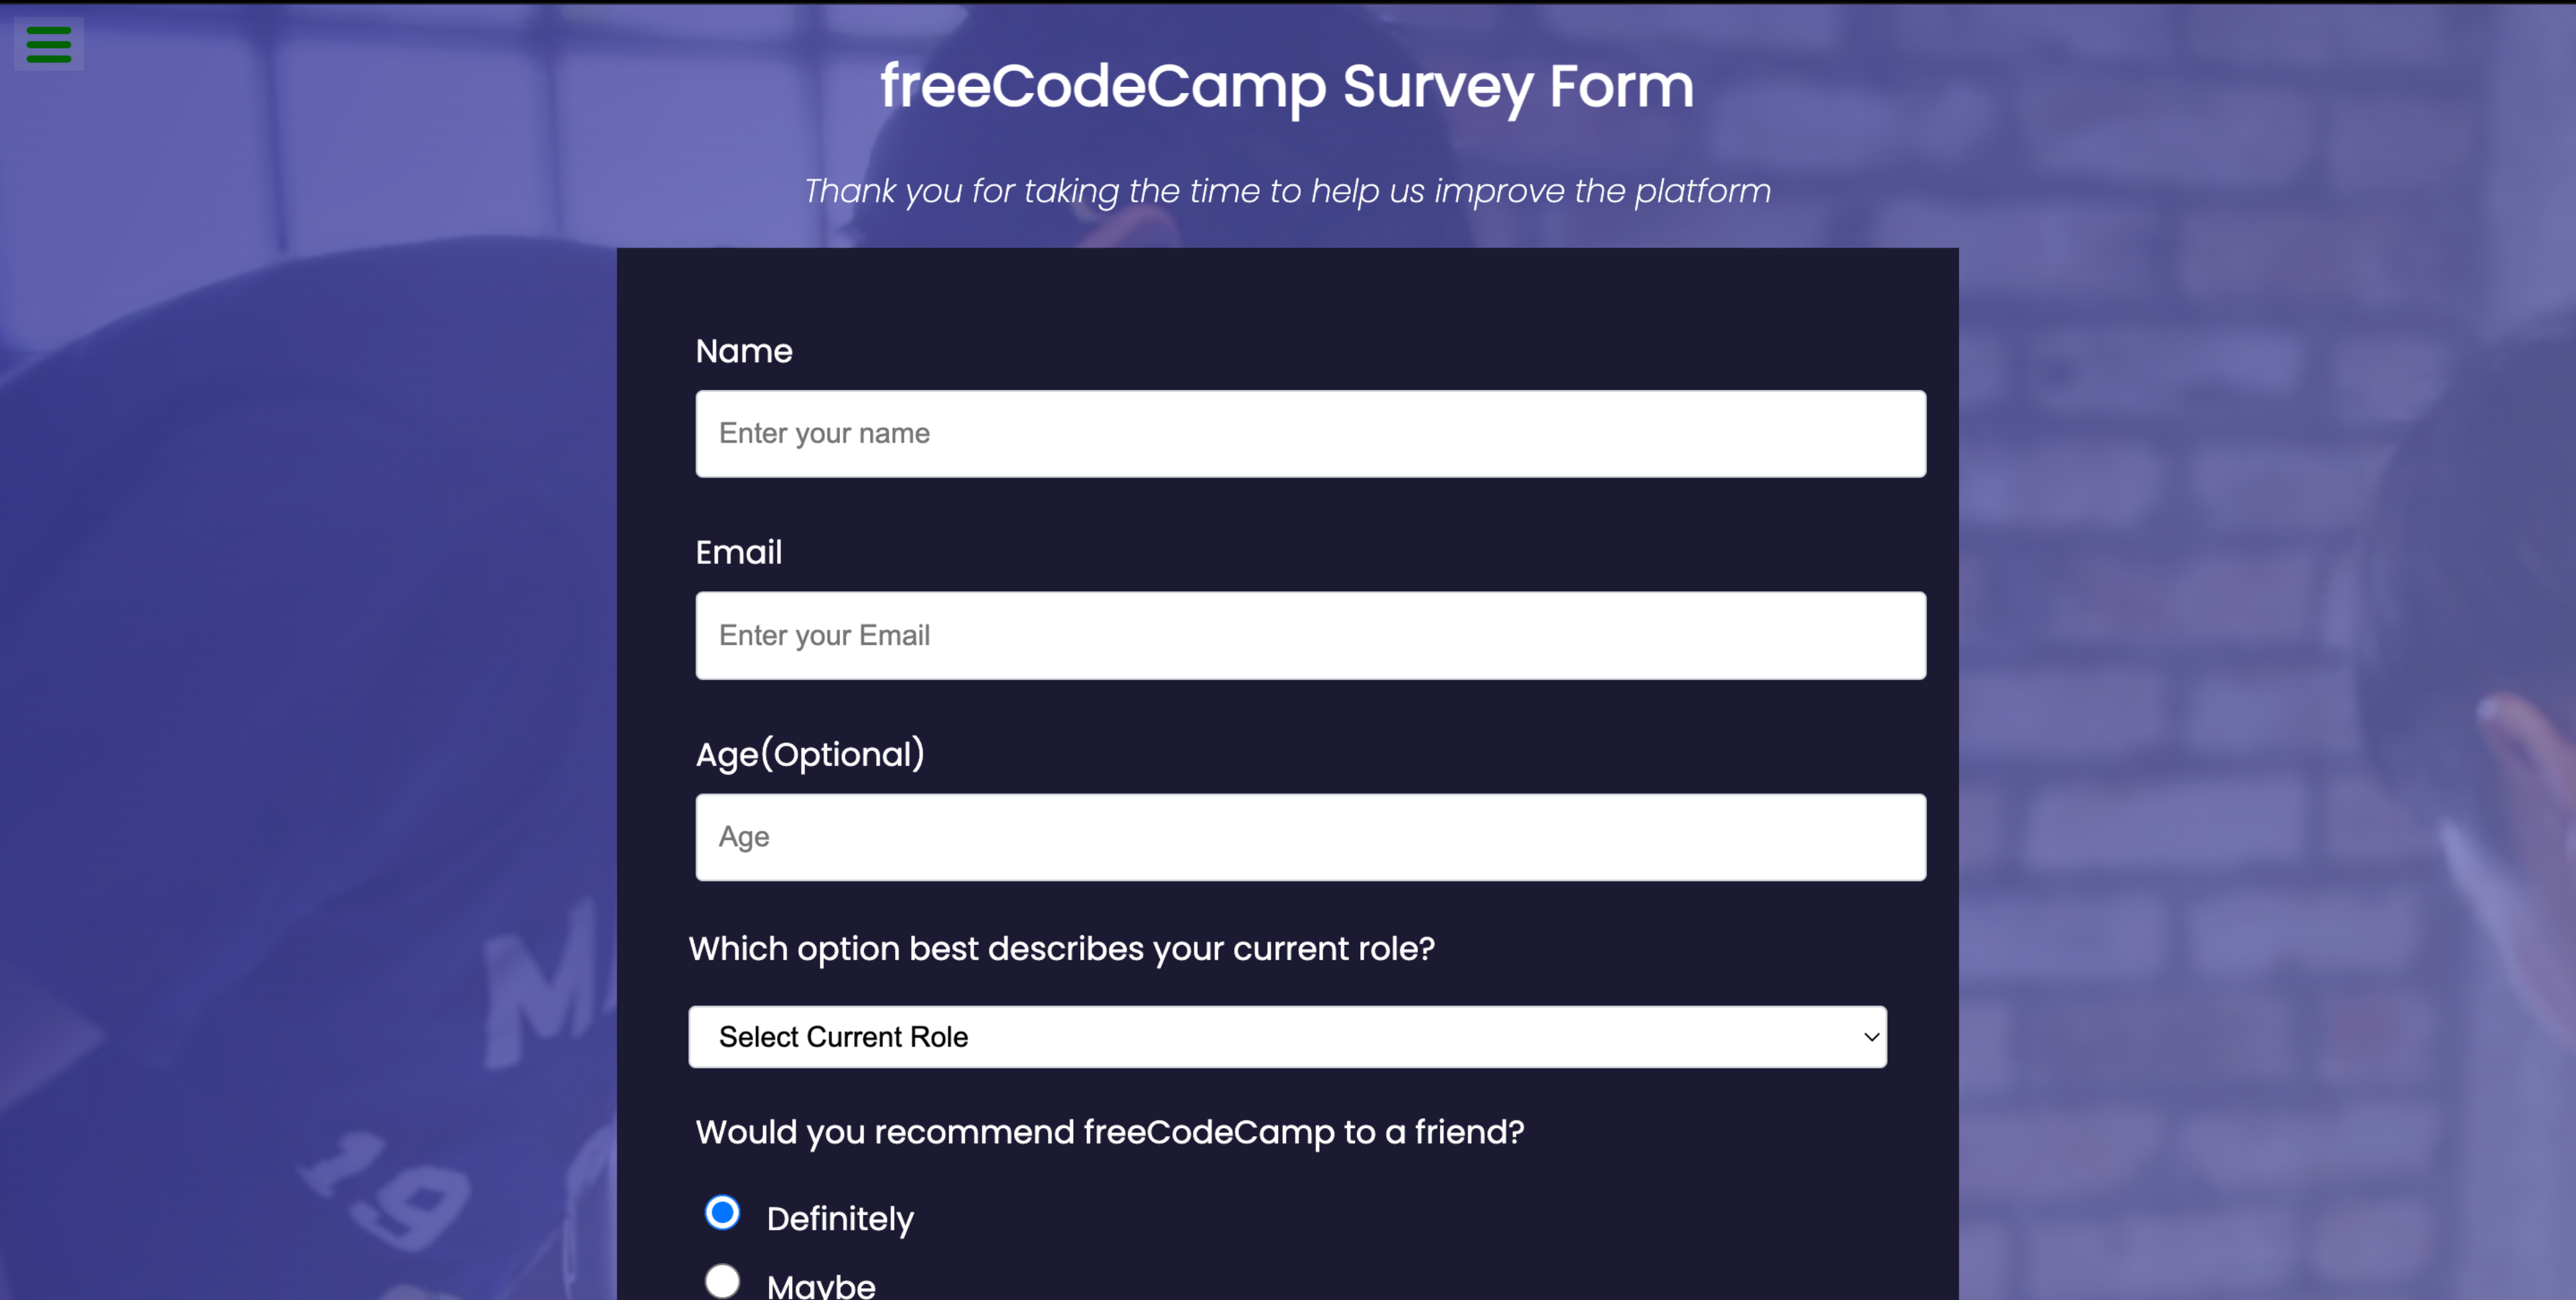 freeCodeCamp Survey Form
Thank you for taking the time to help us improve the platform
Name
Enter your name
Email
Enter your Email
Age(Optional)
Age
Which option best describes your current role?
Select Current Role
Would you recommend freeCodeCamp to a friend?
Definitely
Maybe
M
19